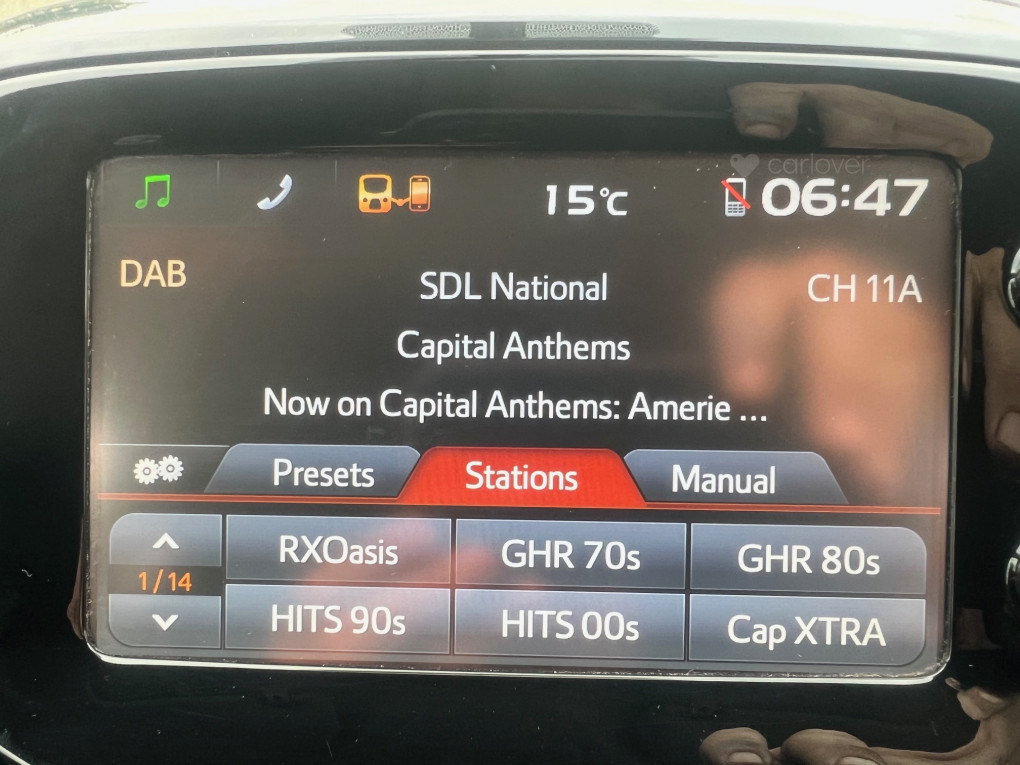 carlover
15°C
06:47
DAB
SDL National
CH 11A
Capital Anthems
Now on Capital Anthems: Amerie ...
Presets
Stations
Manual
RXOasis
GHR 70s
GHR 80s
1/14
HITS 90s
HITS 00s
Cap XTRA